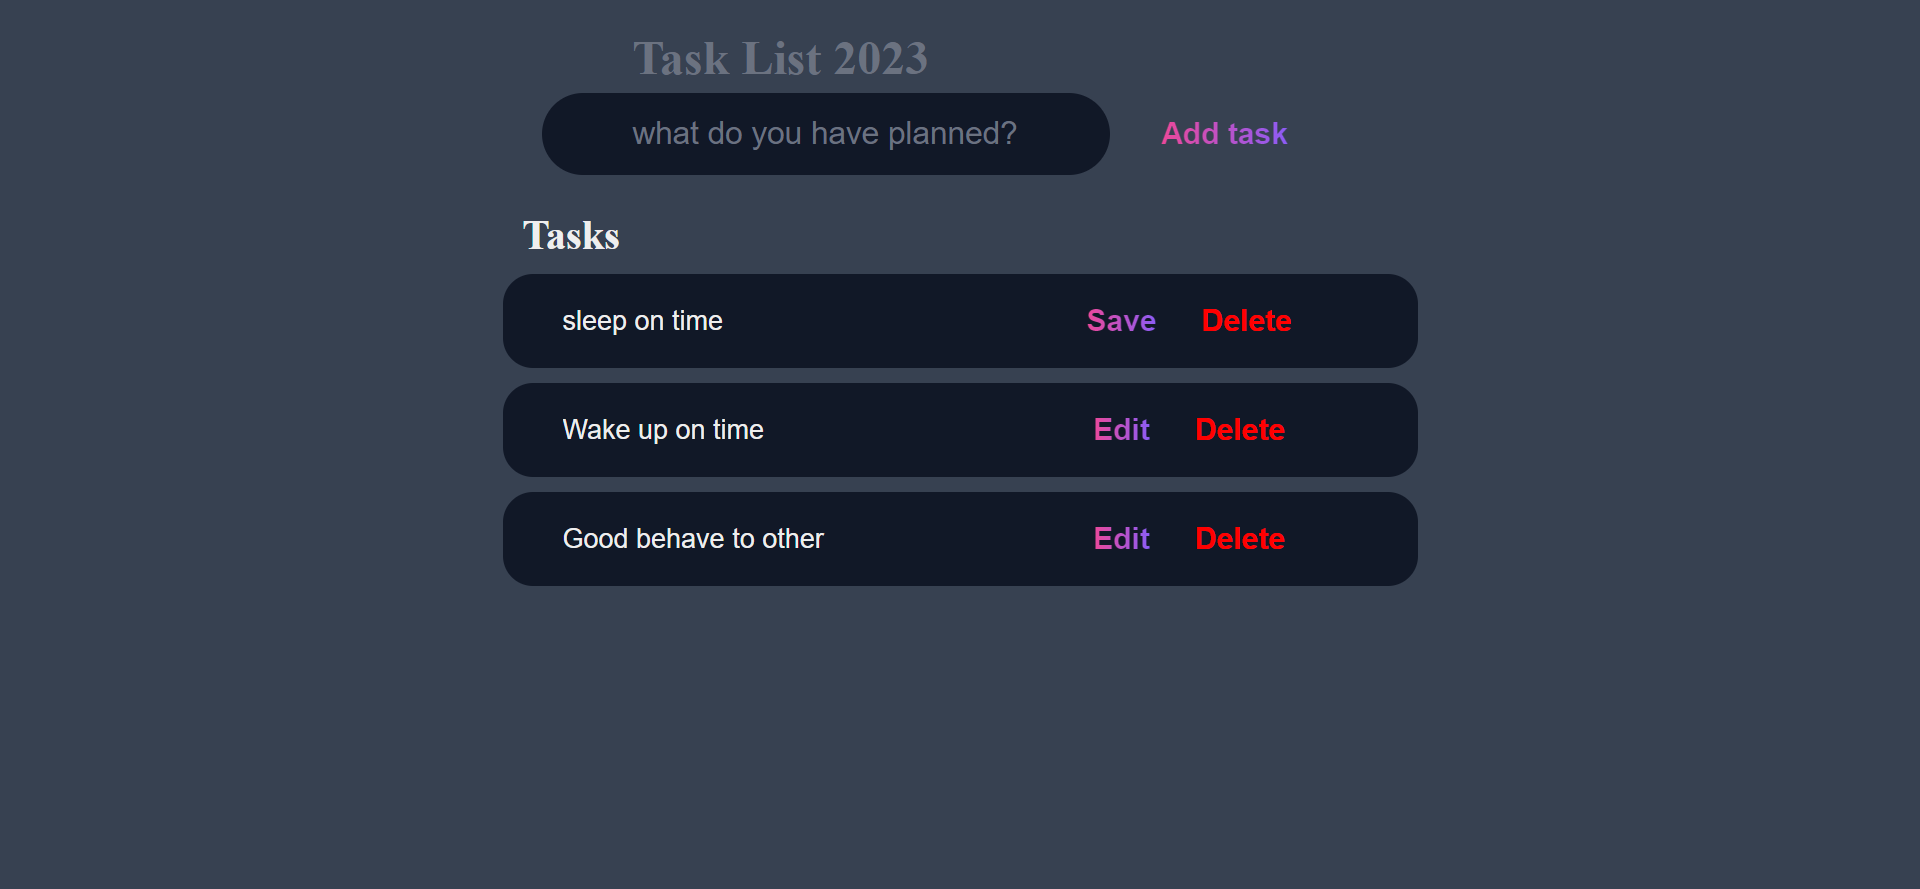 Task List 2023
what do you have planned? Add task
Tasks
sleep on time Save Delete
Wake up on time Edit Delete
Good behave to other Edit Delete